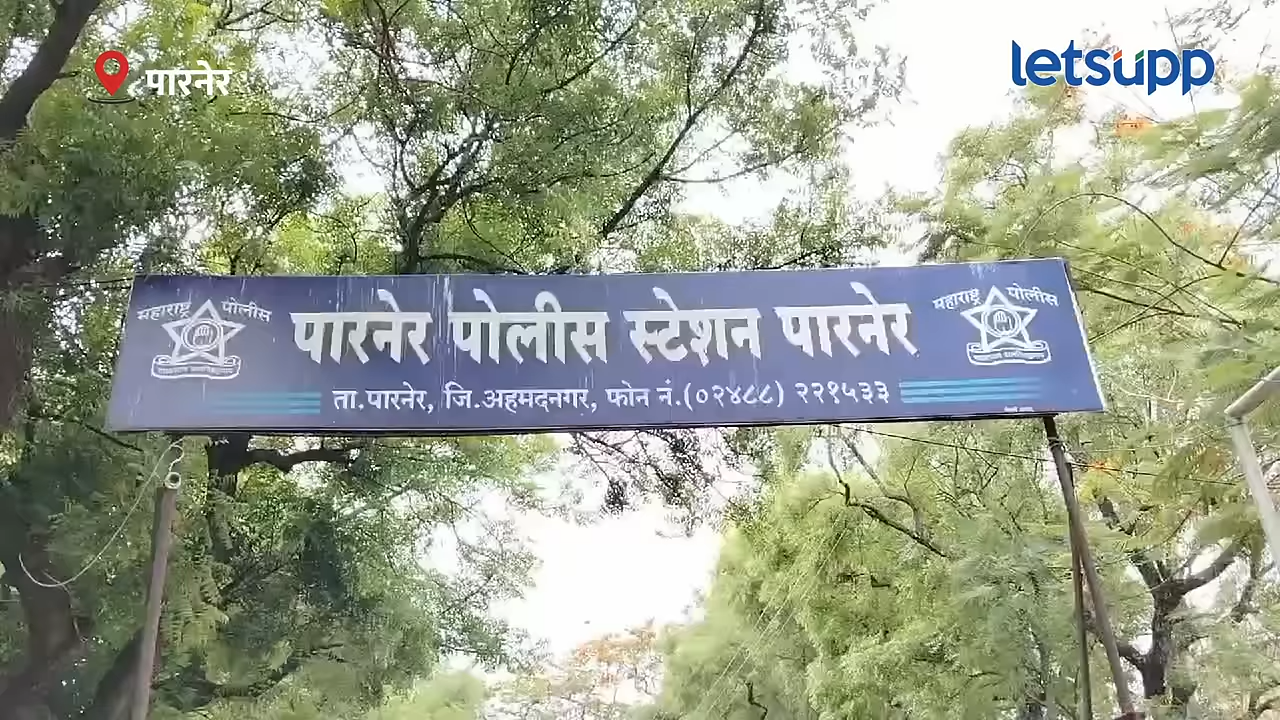 पारनेर
letsupp
महाराष्ट्र पोलीस
पारनेर पोलीस स्टेशन पारनेर
महाराष्ट्र पोलीस
ता.पारनेर, जि.अहमदनगर, फोन नं.(०२४८८) २२१५३३